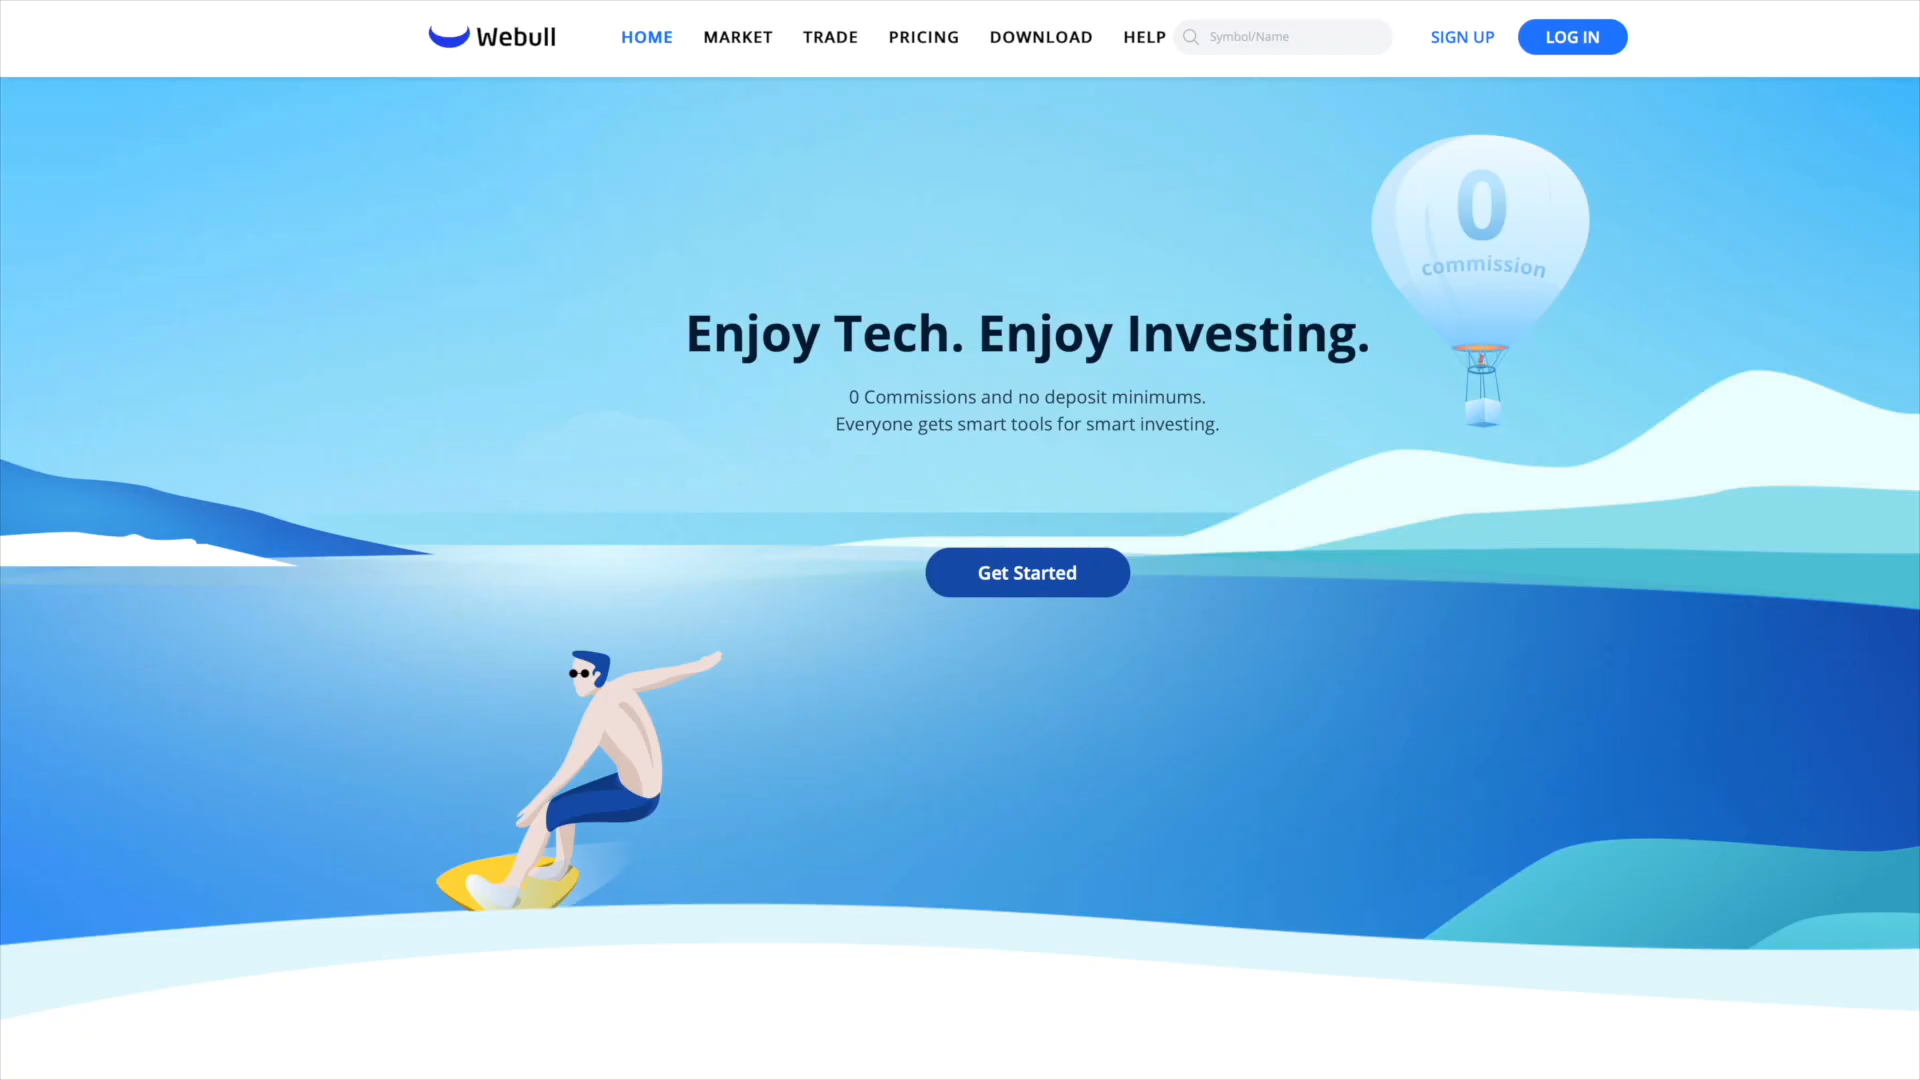 Webull
HOME MARKET TRADE PRICING DOWNLOAD HELP Symbol/Name SIGN UP LOG IN
0
commission
Enjoy Tech. Enjoy Investing.
0 Commissions and no deposit minimums.
Everyone gets smart tools for smart investing.
Get Started